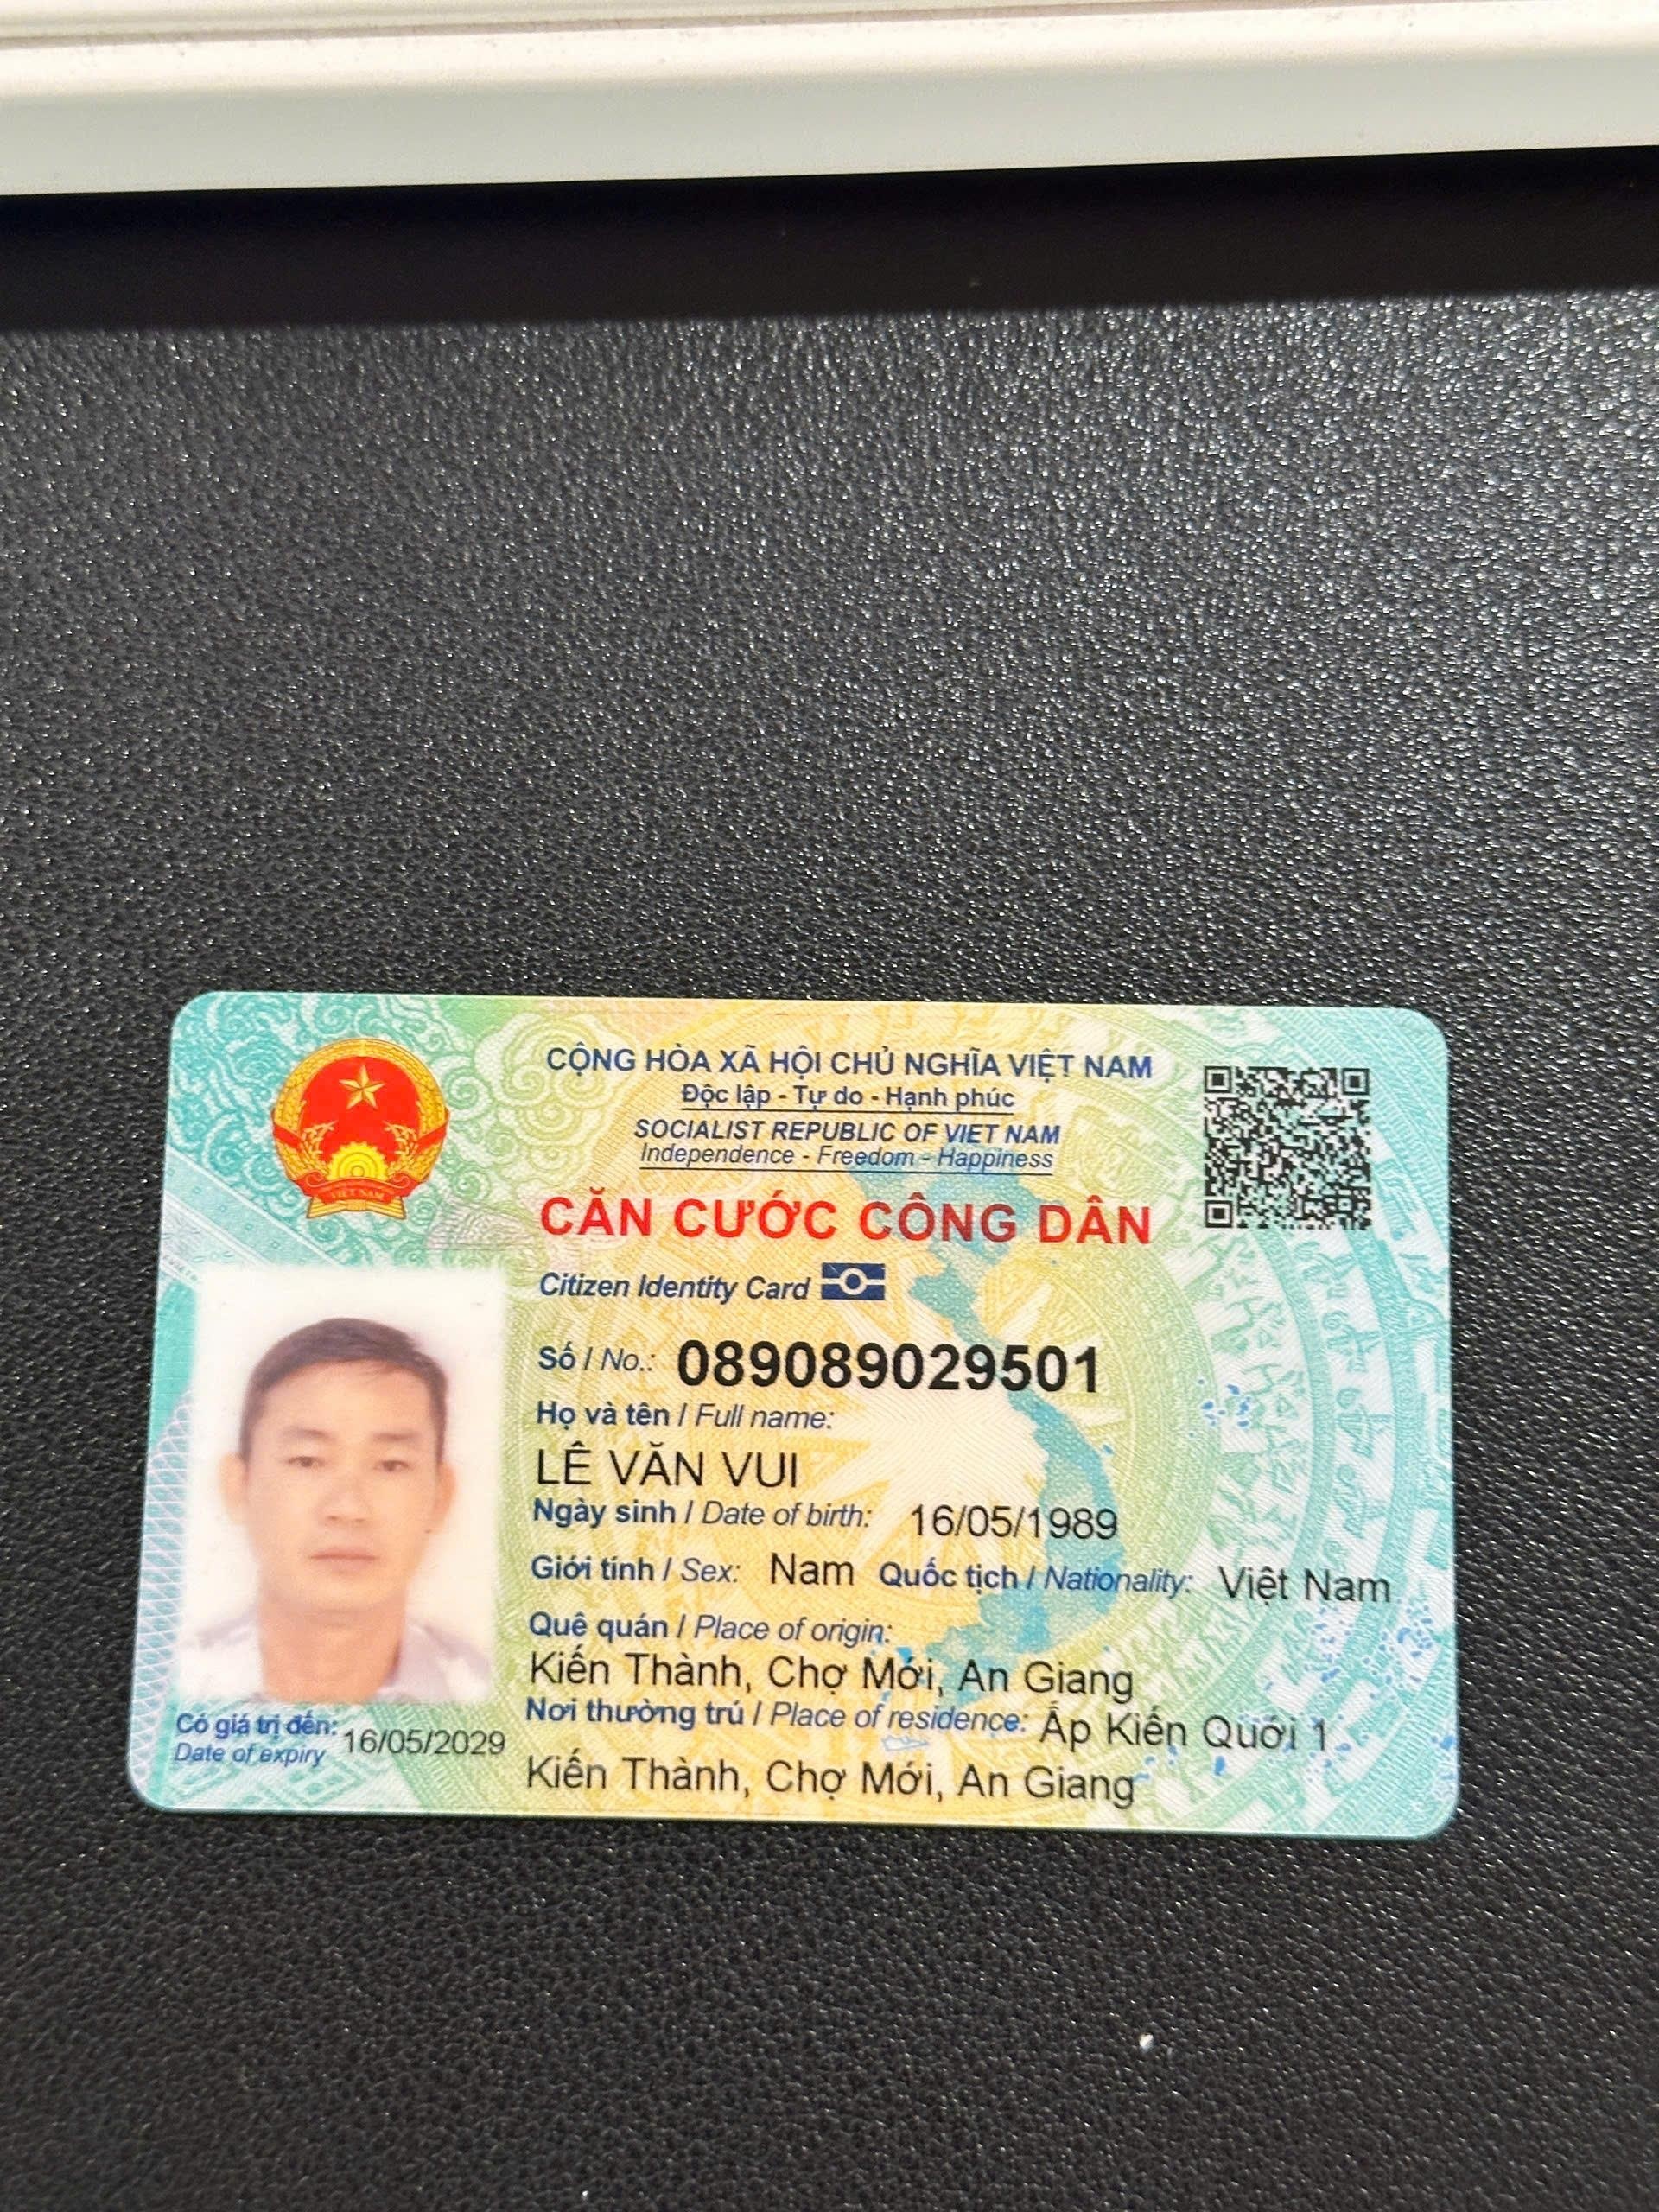 CỘNG HÒA XÃ HỘI CHỦ NGHĨA VIỆT NAM
Độc lập - Tự do - Hạnh phúc
SOCIALIST REPUBLIC OF VIET NAM
Independence - Freedom - Happiness
VIỆT NAM
CĂN CƯỚC CÔNG DÂN
Citizen Identity Card
Số / No.: 089089029501
Họ và tên / Full name:
LÊ VĂN VUI
Ngày sinh / Date of birth: 16/05/1989
Giới tính / Sex: Nam Quốc tịch / Nationality: Việt Nam
Quê quán / Place of origin:
Kiến Thành, Chợ Mới, An Giang
Nơi thường trú / Place of residence: Ấp Kiến Quới 1
Kiến Thành, Chợ Mới, An Giang
Có giá trị đến: 16/05/2029
Date of expiry